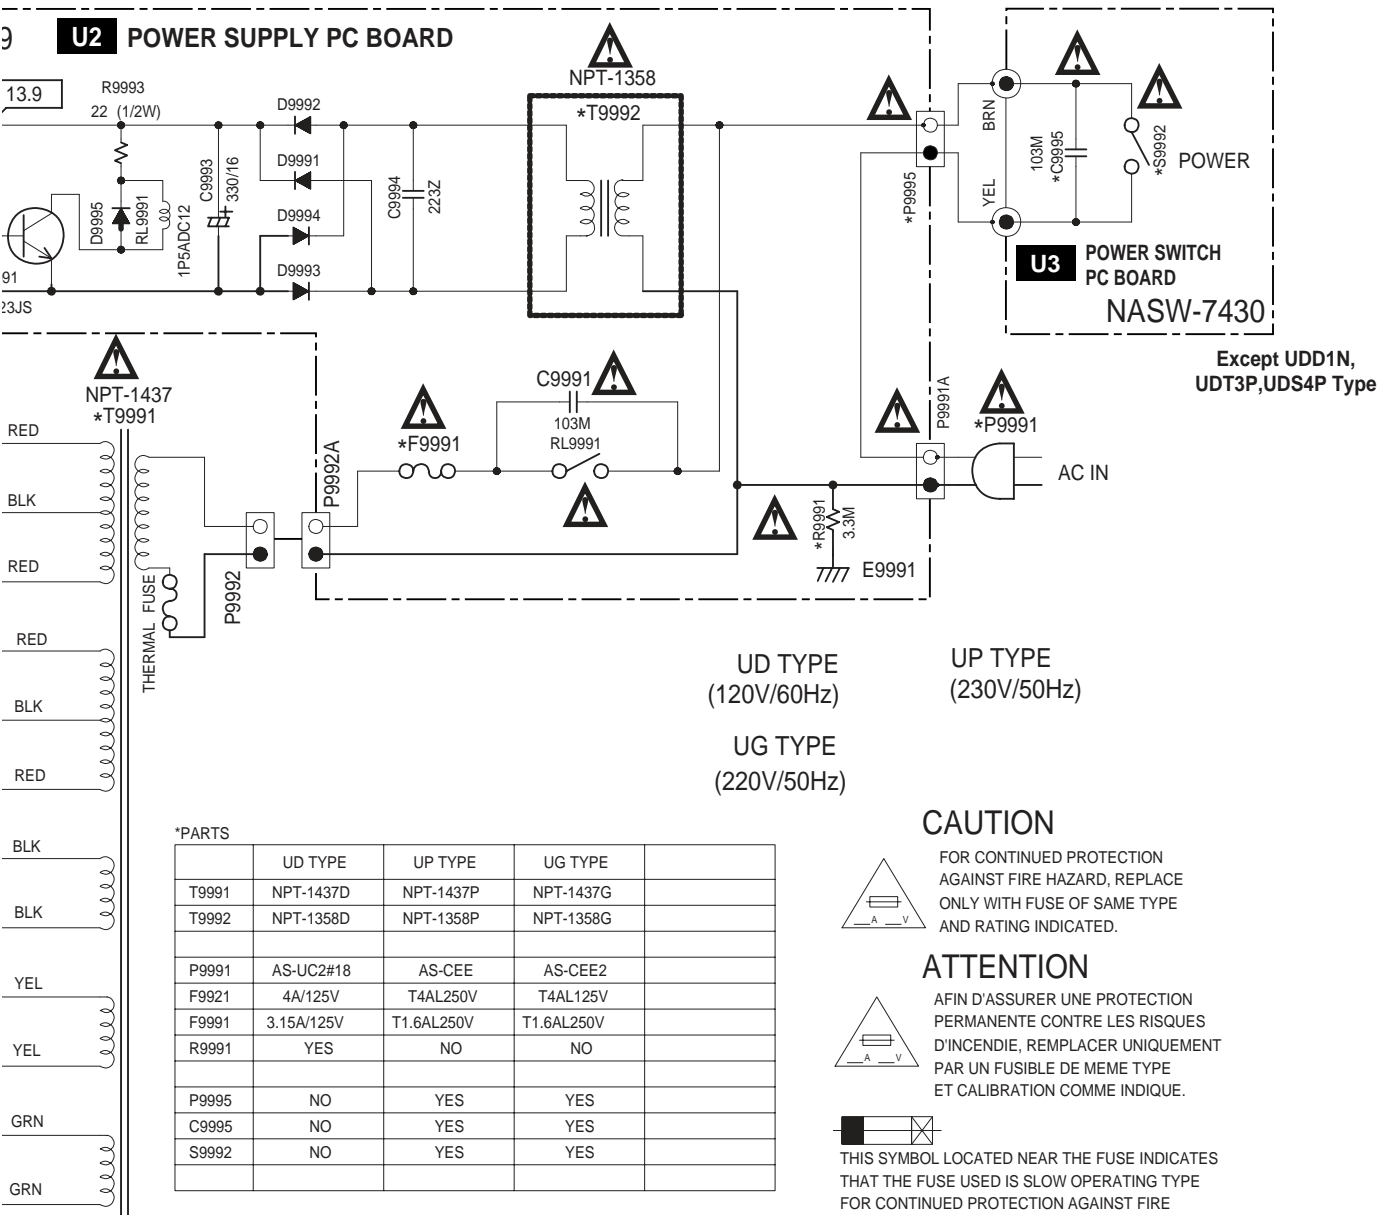 9 U2 POWER SUPPLY PC BOARD
13.9
R9993
22 (1/2W)
D9995
RL9991
1P5ADC12
C9993
330/16
D9992
D9991
D9994
D9993
C9994
223Z
NPT-1358
*T9992
*P9995
BRN
YEL
103M
*C9995
*S9992
POWER
U3 POWER SWITCH
PC BOARD
NASW-7430
Except UDD1N,
UDT3P,UDS4P Type
91
23JS
NPT-1437
*T9991
RED
BLK
RED
RED
BLK
RED
BLK
BLK
YEL
YEL
GRN
GRN
THERMAL FUSE
P9992
P9992A
*F9991
C9991
103M
RL9991
*R9991
3.3M
E9991
P9991A
*P9991
AC IN
UD TYPE
(120V/60Hz)
UP TYPE
(230V/50Hz)
UG TYPE
(220V/50Hz)
*PARTS
UD TYPE UP TYPE UG TYPE
T9991 NPT-1437D NPT-1437P NPT-1437G
T9992 NPT-1358D NPT-1358P NPT-1358G
P9991 AS-UC2#18 AS-CEE AS-CEE2
F9921 4A/125V T4AL250V T4AL125V
F9991 3.15A/125V T1.6AL250V T1.6AL250V
R9991 YES NO NO
P9995 NO YES YES
C9995 NO YES YES
S9992 NO YES YES
CAUTION
FOR CONTINUED PROTECTION
AGAINST FIRE HAZARD, REPLACE
ONLY WITH FUSE OF SAME TYPE
AND RATING INDICATED.
__A __V
ATTENTION
AFIN D'ASSURER UNE PROTECTION
PERMANENTE CONTRE LES RISQUES
D'INCENDIE, REMPLACER UNIQUEMENT
PAR UN FUSIBLE DE MEME TYPE
ET CALIBRATION COMME INDIQUE.
__A __V
THIS SYMBOL LOCATED NEAR THE FUSE INDICATES
THAT THE FUSE USED IS SLOW OPERATING TYPE
FOR CONTINUED PROTECTION AGAINST FIRE